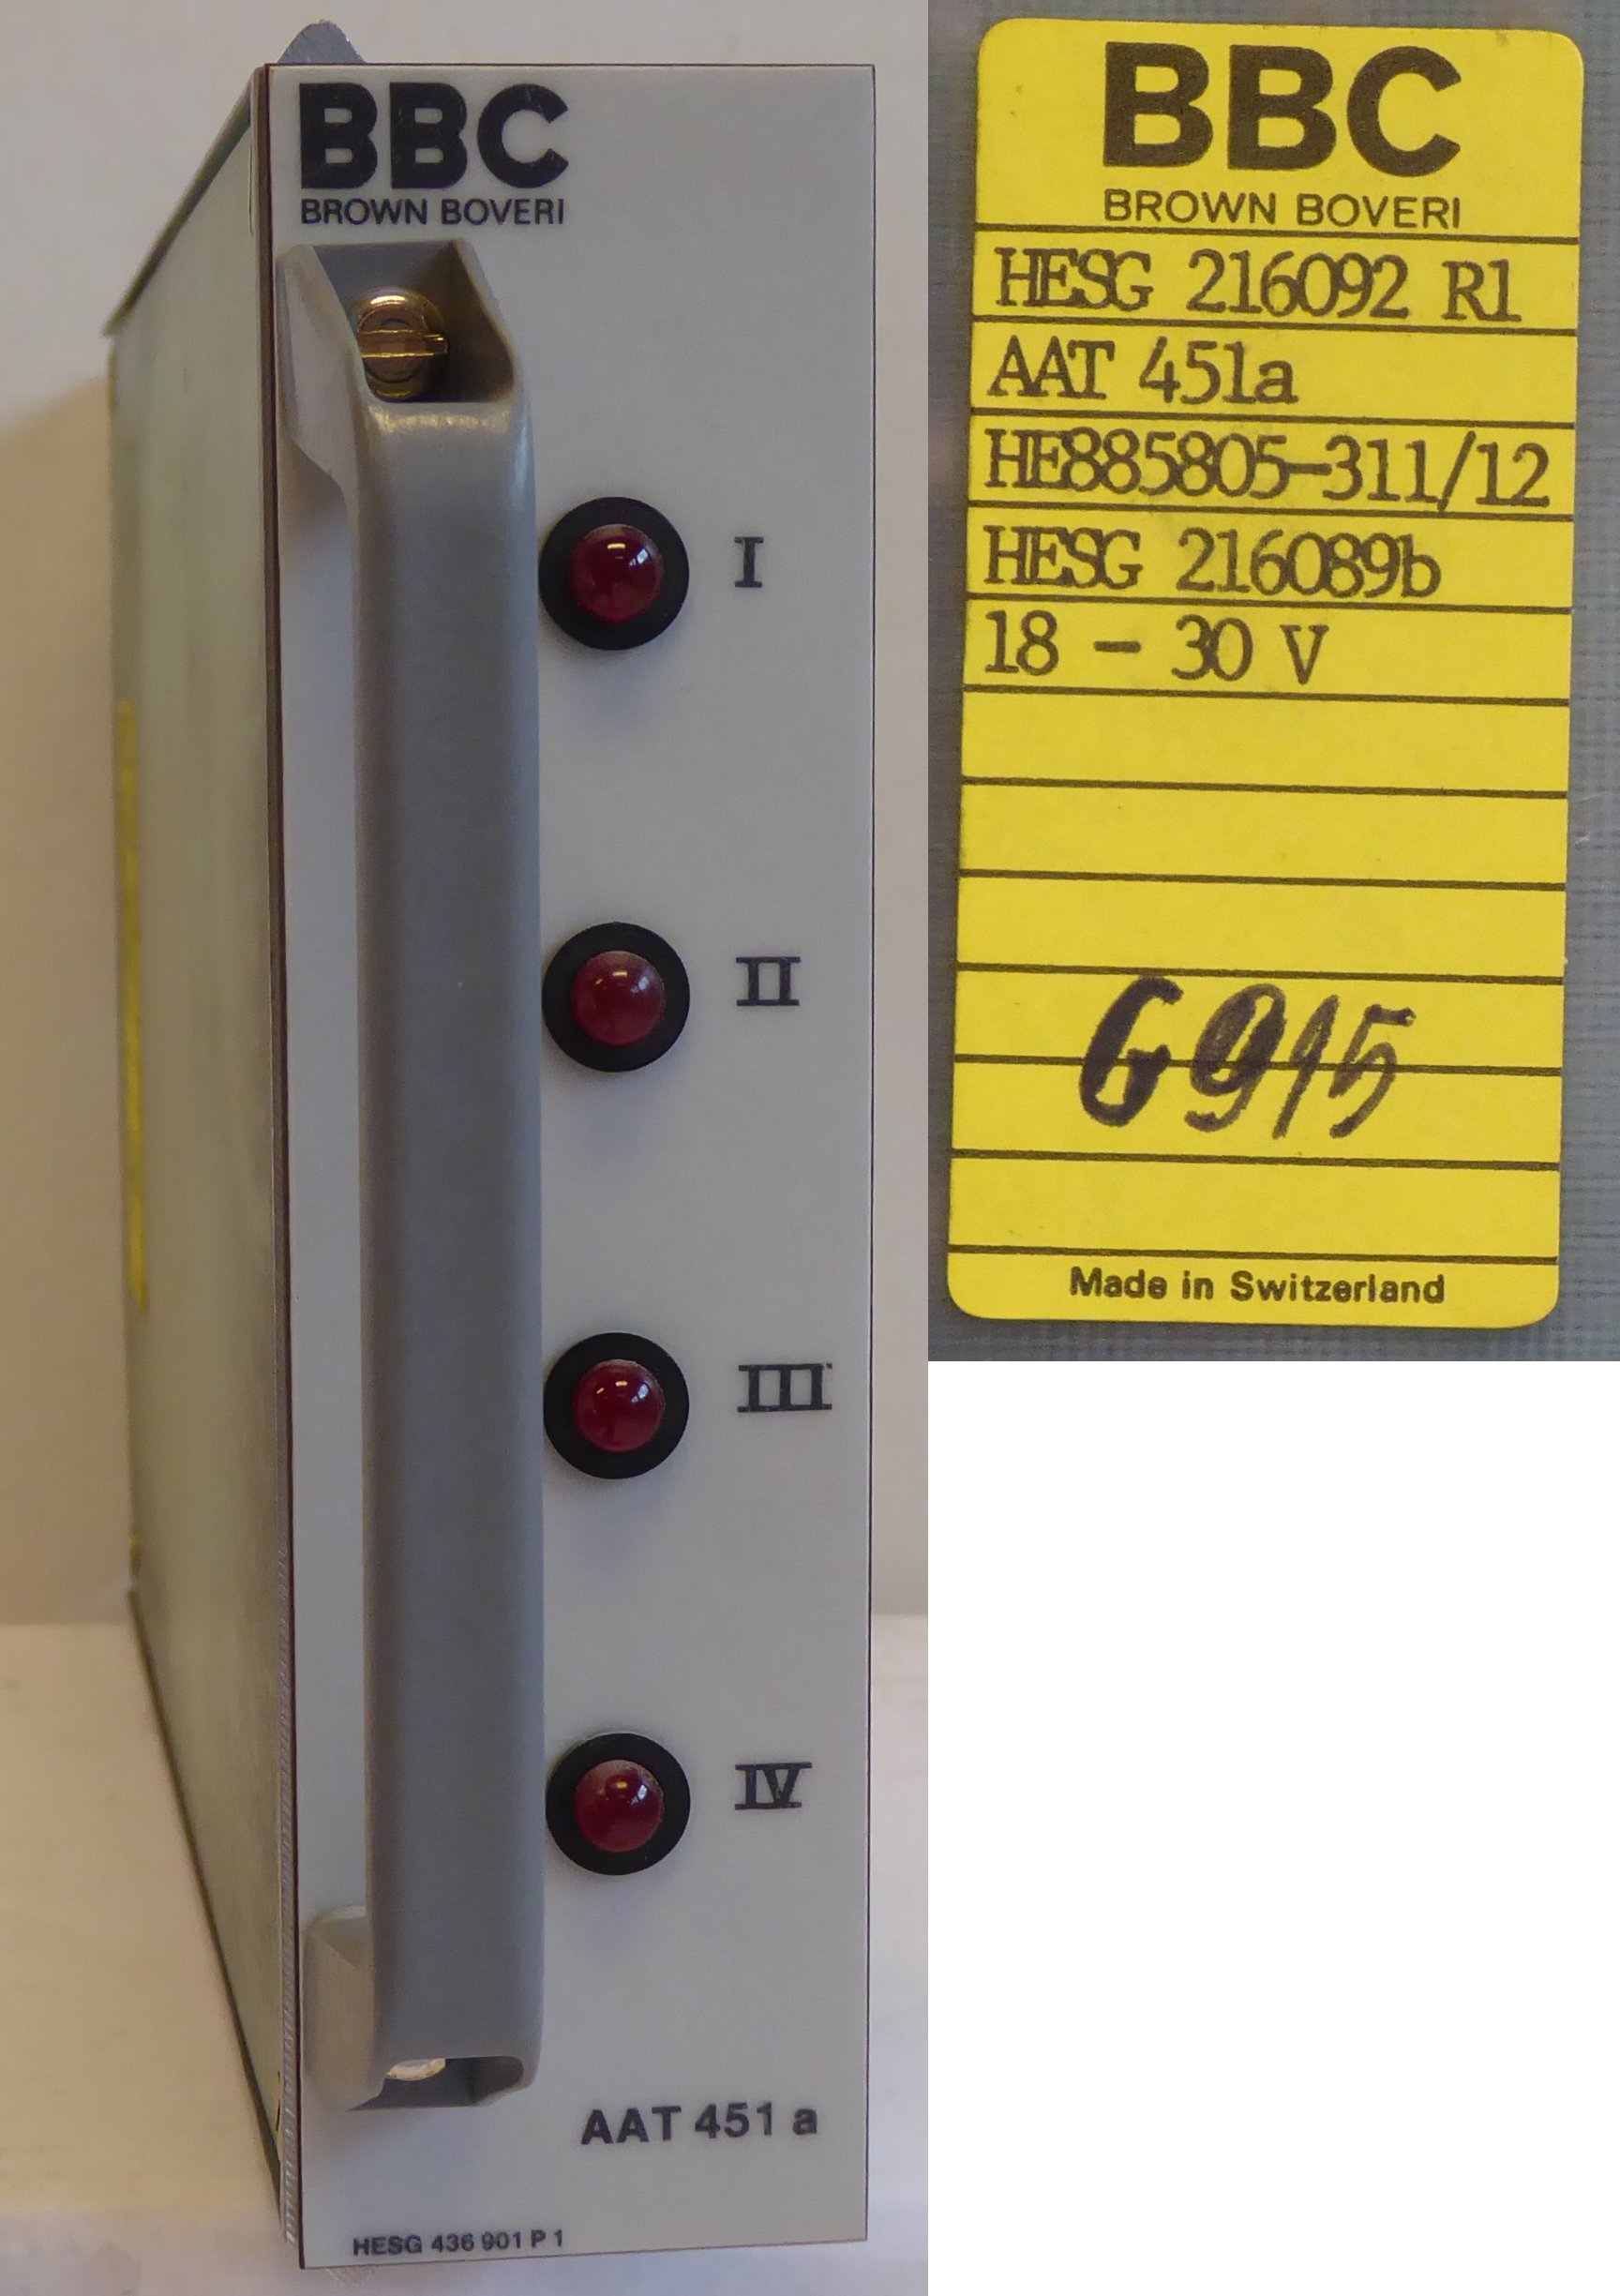 BBC
BROWN BOVERI
I
II
III
IV
AAT 451 a
HESG 436 901 P 1
BBC
BROWN BOVERI
HESG 216092 R1
AAT 451a
HE885805-311/12
HESG 216089b
18 - 30 V
G915
Made in Switzerland